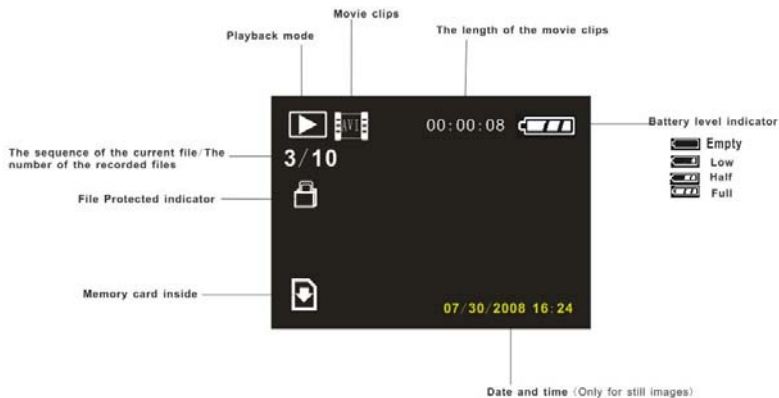 Movie clips
Playback mode
The length of the movie clips
AVI
00:00:08
Battery level indicator
Empty
Low
Half
Full
The sequence of the current file/The
number of the recorded files
3/10
File Protected indicator
Memory card inside
07/30/2008 16:24
Date and time (Only for still images)